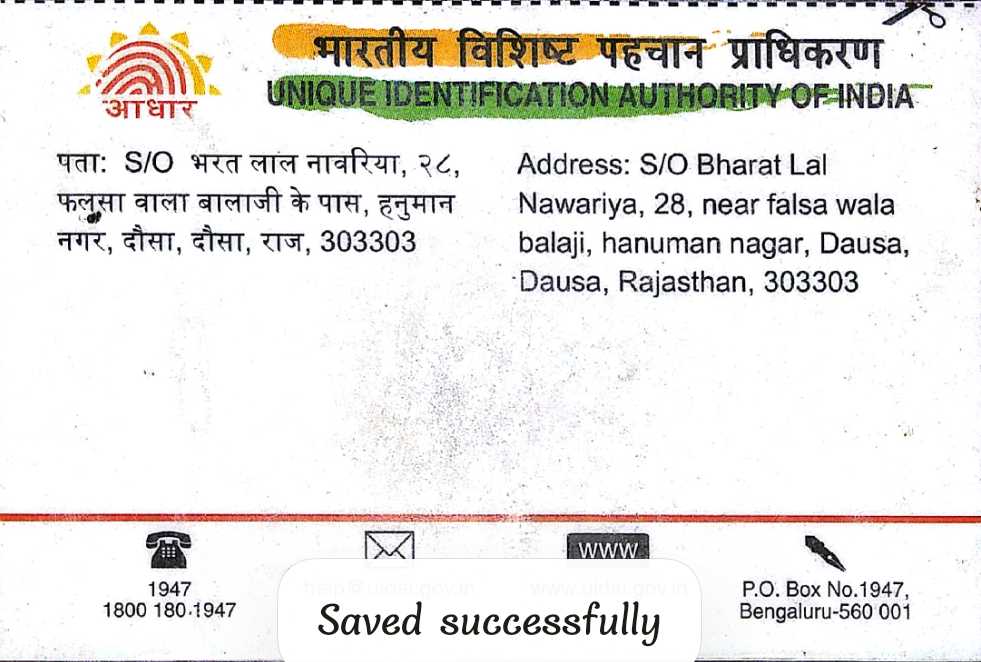 भारतीय विशिष्ट पहचान प्राधिकरण
UNIQUE IDENTIFICATION AUTHORITY OF INDIA
आधार
पता: S/O भरत लाल नावरिया, २८,
फलसा वाला बालाजी के पास, हनुमान
नगर, दौसा, दौसा, राज, 303303
Address: S/O Bharat Lal
Nawariya, 28, near falsa wala
balaji, hanuman nagar, Dausa,
Dausa, Rajasthan, 303303
1947
1800 180 1947
help@uidai.gov.in
WWW
www.uidai.gov.in
P.O. Box No.1947,
Bengaluru-560 001
Saved successfully